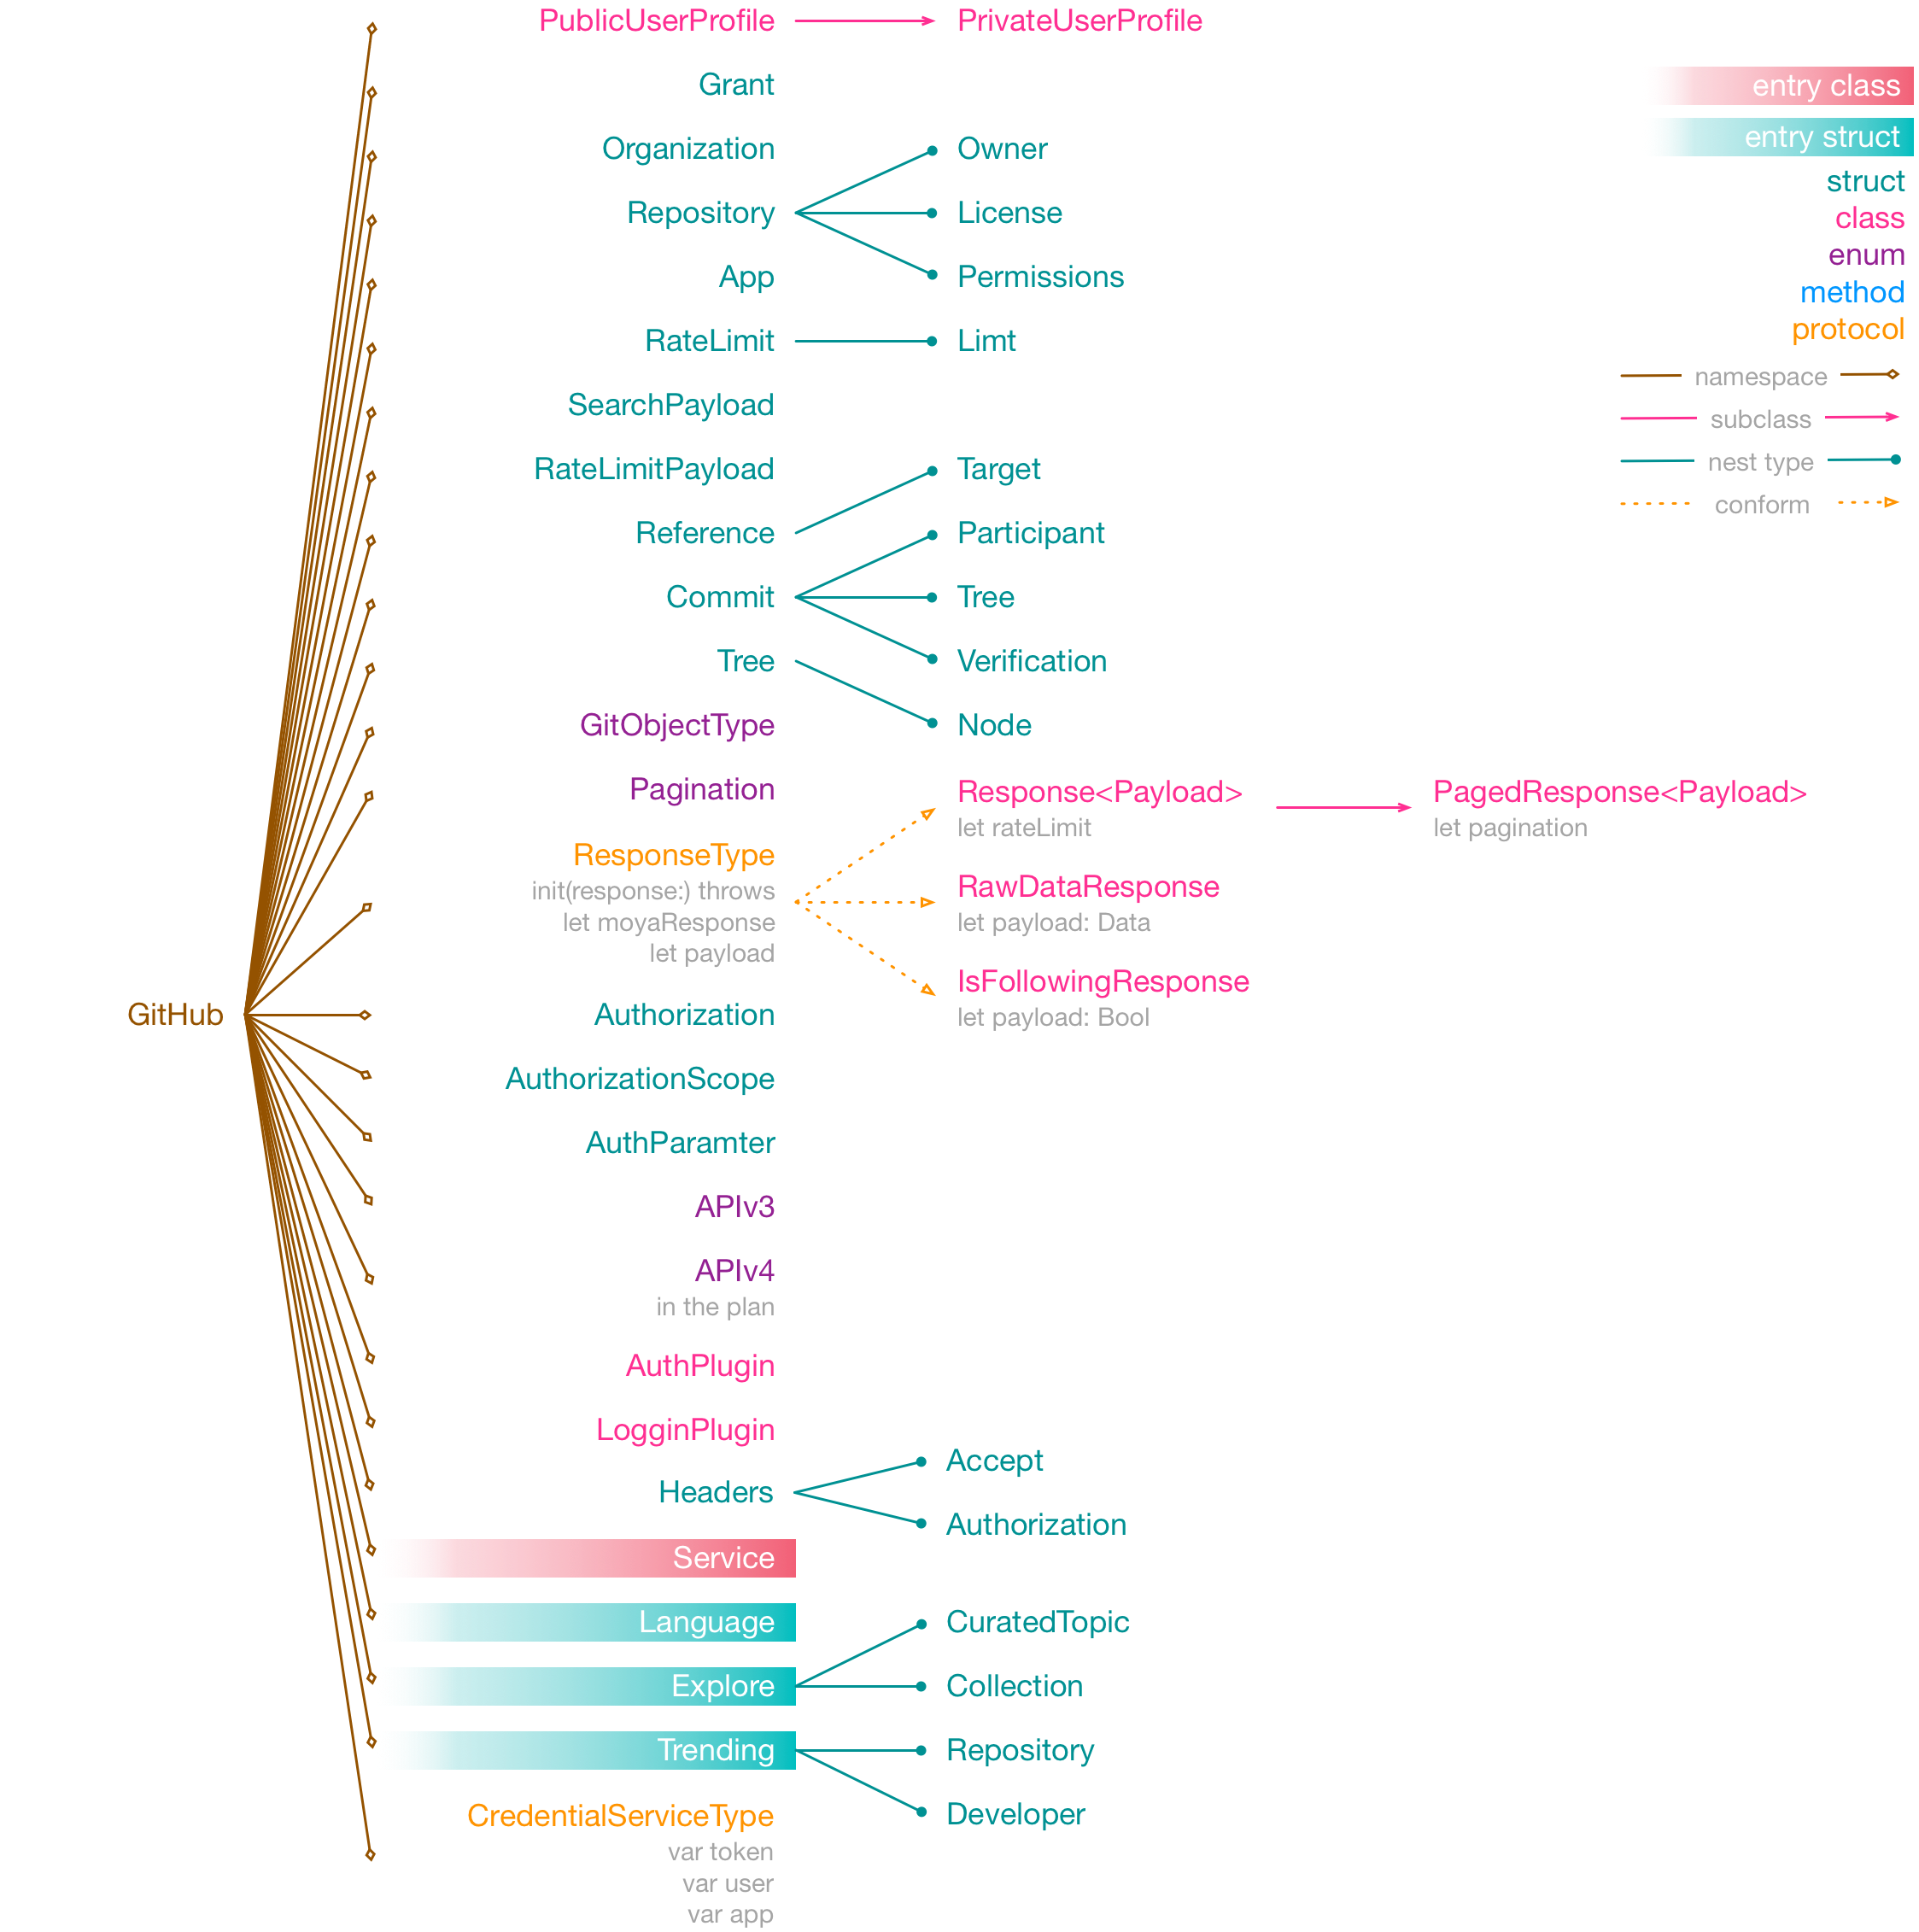 PublicUserProfile
PrivateUserProfile
Grant
entry class
Organization
Owner
entry struct
Repository
License
struct
class
App
Permissions
enum
method
RateLimit
Limt
protocol
namespace
SearchPayload
subclass
RateLimitPayload
Target
nest type
Reference
Participant
conform
Commit
Tree
Tree
Verification
GitObjectType
Node
Pagination
Response<Payload>
let rateLimit
PagedResponse<Payload>
let pagination
ResponseType
init(response:) throws
let moyaResponse
let payload
RawDataResponse
let payload: Data
IsFollowingResponse
let payload: Bool
GitHub
Authorization
AuthorizationScope
AuthParamter
APIv3
APIv4
in the plan
AuthPlugin
LogginPlugin
Headers
Accept
Authorization
Service
Language
CuratedTopic
Explore
Collection
Trending
Repository
Developer
CredentialServiceType
var token
var user
var app